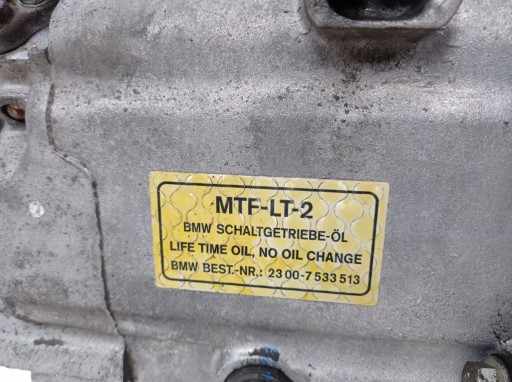 MTF-LT-2
BMW SCHALTGETRIEBE-ÖL
LIFE TIME OIL, NO OIL CHANGE
BMW BEST.-NR.: 23 00-7 533 513